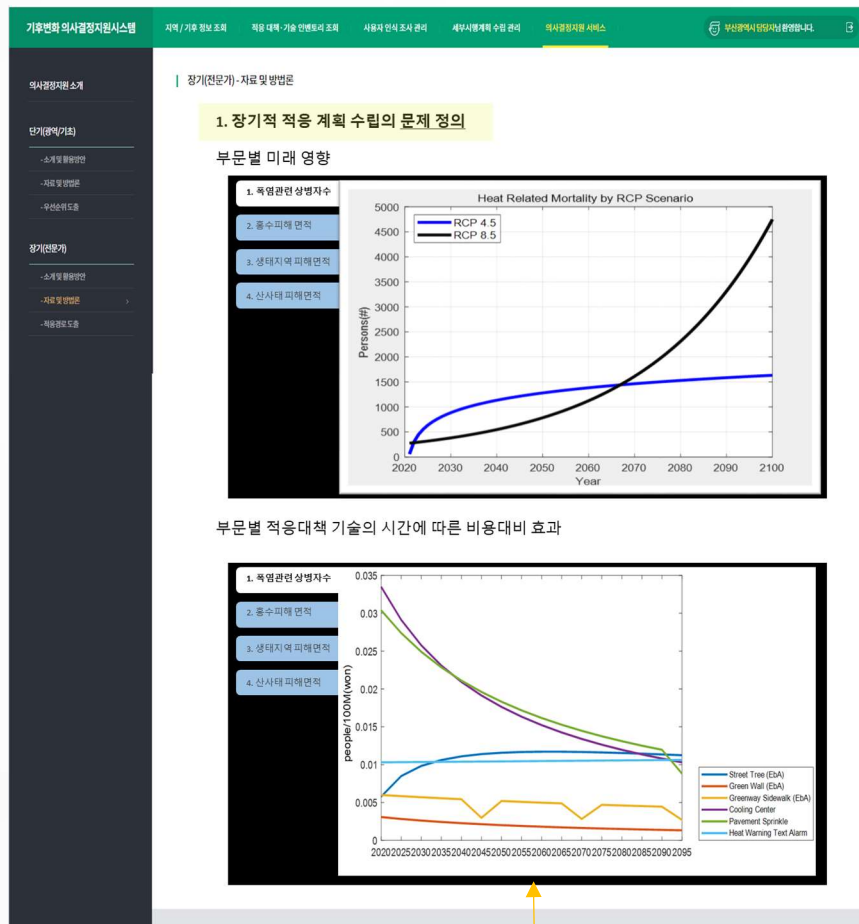 기후변화 의사결정지원시스템
지역 / 기후 정보 조회
적응 대책·기술 인벤토리 조회
사용자 인식 조사 관리
세부시행계획 수립 관리
의사결정지원 서비스
부산광역시 담당자님 환영합니다.
의사결정지원 소개
단기(광역/기초)
- 소개 및 활용방안
- 자료 및 방법론
- 우선순위 도출
장기(전문가)
- 소개 및 활용방안
- 자료 및 방법론 >
- 적응경로 도출
장기(전문가) - 자료 및 방법론
1. 장기적 적응 계획 수립의 문제 정의
부문별 미래 영향
1. 폭염관련 상병자수
2. 홍수피해 면적
3. 생태지역 피해면적
4. 산사태 피해면적
Heat Related Mortality by RCP Scenario
RCP 4.5
RCP 8.5
Persons(#)
5000
4500
4000
3500
3000
2500
2000
1500
1000
500
0
2020 2030 2040 2050 2060 2070 2080 2090 2100
Year
부문별 적응대책 기술의 시간에 따른 비용대비 효과
1. 폭염관련 상병자수
2. 홍수피해 면적
3. 생태지역 피해면적
4. 산사태 피해면적
people/100M(won)
0.035
0.03
0.025
0.02
0.015
0.01
0.005
0
2020 2025 2030 2035 2040 2045 2050 2055 2060 2065 2070 2075 2080 2085 2090 2095
Street Tree (EbA)
Green Wall (EbA)
Greenway Sidewalk (EbA)
Cooling Center
Pavement Sprinkle
Heat Warning Text Alarm